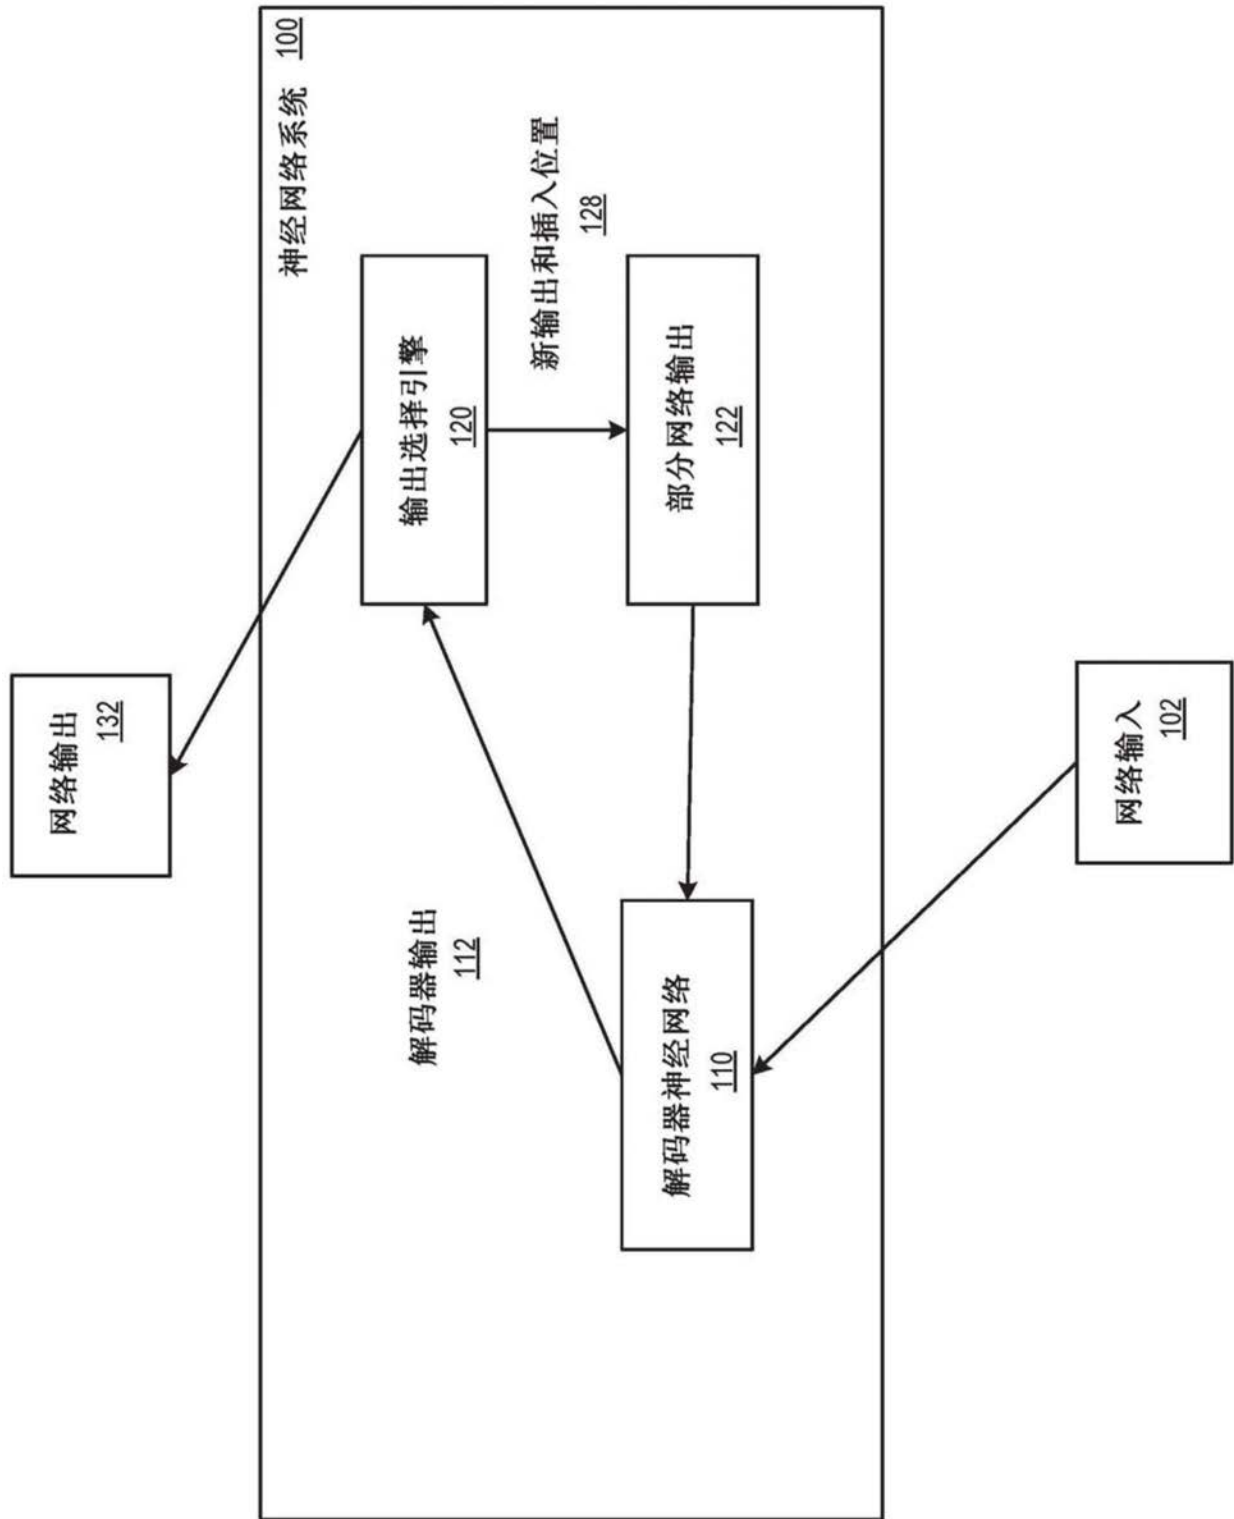 神经网络系统 100
网络输出
132
输出选择引擎
120
新输出和插入位置
128
解码器输出
112
部分网络输出
122
解码器神经网络
110
网络输入
102